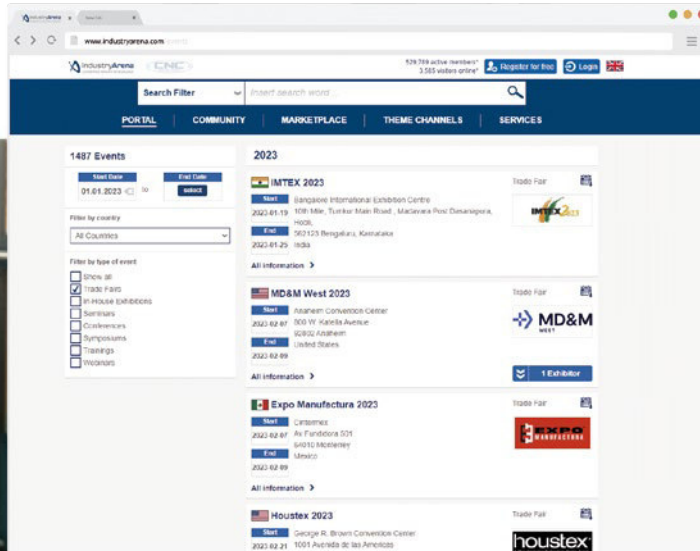 IndustryArena
www.industryarena.com
IndustryArena
CNC
529,789 active members*
3.585 visitors online*
Register for free
Login
Search Filter
Insert search word ...
PORTAL
COMMUNITY
MARKETPLACE
THEME CHANNELS
SERVICES
1487 Events
Start Date
End Date
01.01.2023
to
select
Filter by country
All Countries
Filter by type of event
Show all
Trade Fairs
In-House Exhibitions
Seminars
Conferences
Symposiums
Trainings
Webinars
2023
IMTEX 2023
Trade Fair
Start
Bangalore International Exhibition Centre
2023-01-19
10th Mile, Tumkur Main Road , Madavara Post Dasanapura,
Hobli,
End
562123 Bengaluru, Karnataka
2023-01-25
India
IMTEX 2023
All information
MD&M West 2023
Trade Fair
Start
Anaheim Convention Center
2023-02-07
800 W. Katella Avenue
92802 Anaheim
End
United States
2023-02-09
MD&M
WEST
All information
1 Exhibitor
Expo Manufactura 2023
Trade Fair
Start
Cintermex
2023-02-07
Av Fundidora 501
64010 Monterrey
End
Mexico
2023-02-09
EXPO
MANUFACTURA
All information
Houstex 2023
Trade Fair
Start
George R. Brown Convention Center
2023-02-21
1001 Avenida de las Americas
houstex